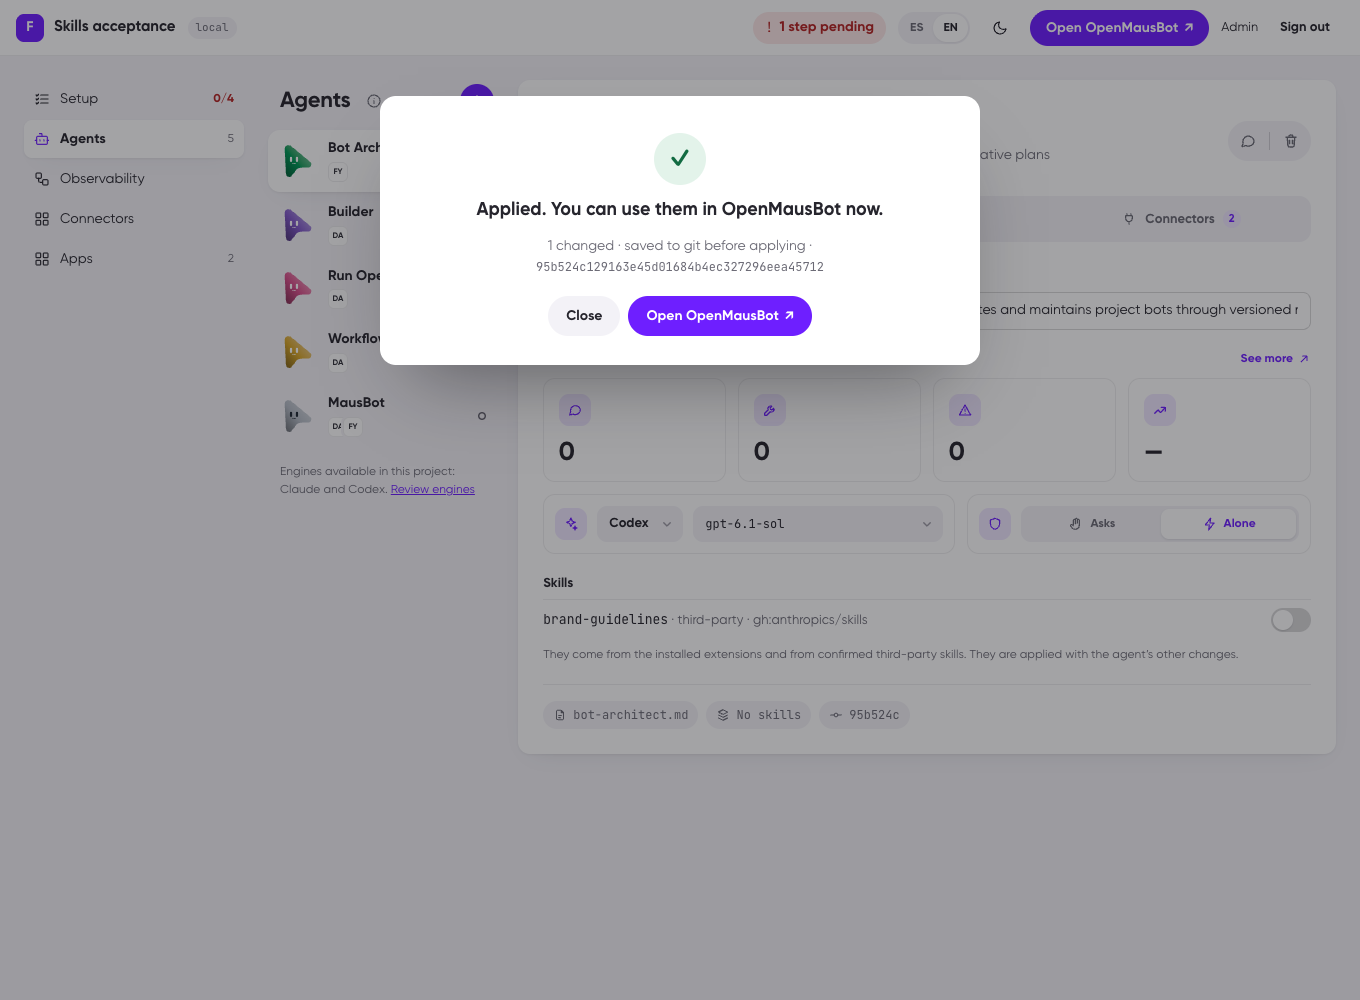 F Skills acceptance local
! 1 step pending ES EN Open OpenMausBot Admin Sign out
Setup 0/4
Agents 5
Observability
Connectors
Apps 2
Agents
Bot Arch
FY
Builder
DA
Run Ope
DA
Workflo
DA
MausBot
DA FY
Engines available in this project:
Claude and Codex. Review engines
Applied. You can use them in OpenMausBot now.
1 changed · saved to git before applying ·
95b524c129163e45d01684b4ec327296eea45712
Close Open OpenMausBot
ative plans
Connectors 2
tes and maintains project bots through versioned r
See more
0 0 0 –
Codex gpt-6.1-sol Asks Alone
Skills
brand-guidelines · third-party · gh:anthropics/skills
They come from the installed extensions and from confirmed third-party skills. They are applied with the agent's other changes.
bot-architect.md No skills 95b524c